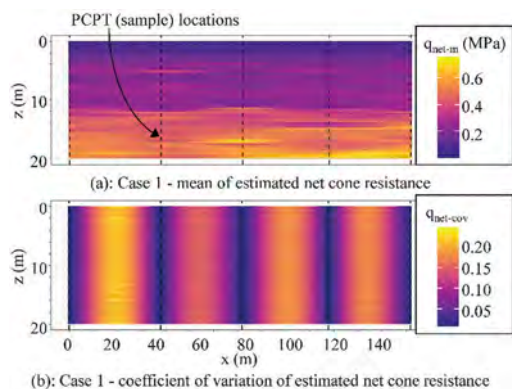 PCPT (sample) locations
q_net-m (MPa)
0
10
20
z (m)
0.6
0.4
0.2
(a): Case 1 - mean of estimated net cone resistance
q_net-cov
0
10
20
z (m)
0.20
0.15
0.10
0.05
0 20 40 60 80 100 120 140
x (m)
(b): Case 1 - coefficient of variation of estimated net cone resistance